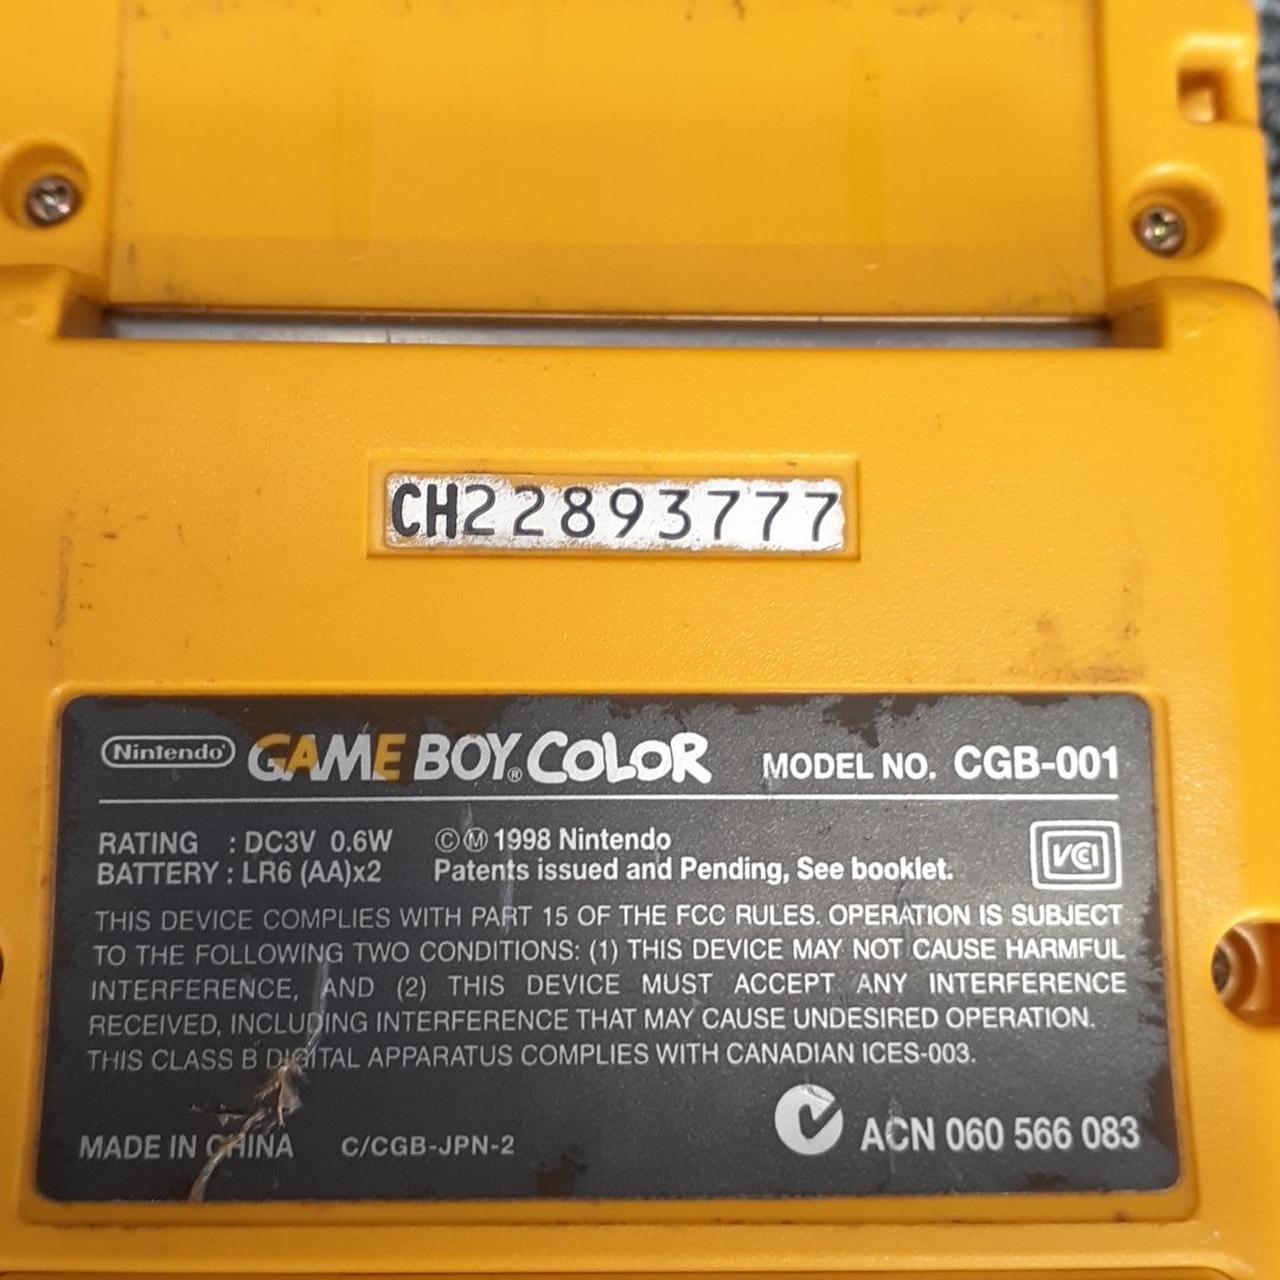 CH22893777
Nintendo GAME BOY® COLOR MODEL NO. CGB-001
RATING : DC3V 0.6W ©Ⓜ 1998 Nintendo
BATTERY : LR6 (AA)x2 Patents issued and Pending, See booklet.
VCI
THIS DEVICE COMPLIES WITH PART 15 OF THE FCC RULES. OPERATION IS SUBJECT
TO THE FOLLOWING TWO CONDITIONS: (1) THIS DEVICE MAY NOT CAUSE HARMFUL
INTERFERENCE, AND (2) THIS DEVICE MUST ACCEPT ANY INTERFERENCE
RECEIVED, INCLUDING INTERFERENCE THAT MAY CAUSE UNDESIRED OPERATION.
THIS CLASS B DIGITAL APPARATUS COMPLIES WITH CANADIAN ICES-003.
MADE IN CHINA C/CGB-JPN-2 ACN 060 566 083